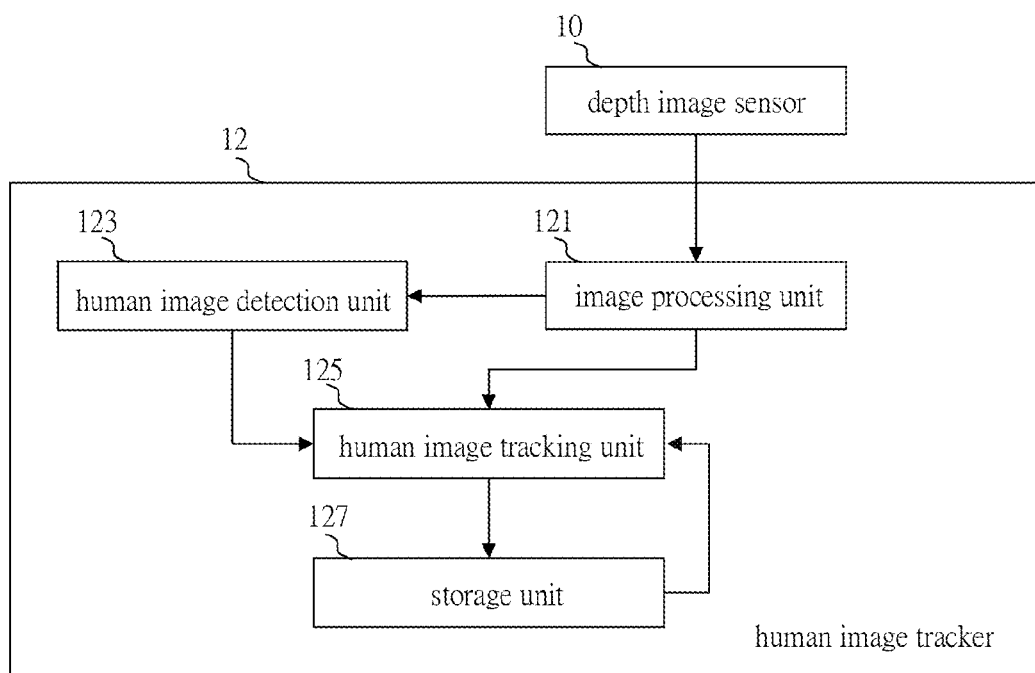 10
depth image sensor
12
123
121
human image detection unit
image processing unit
125
human image tracking unit
127
storage unit
human image tracker